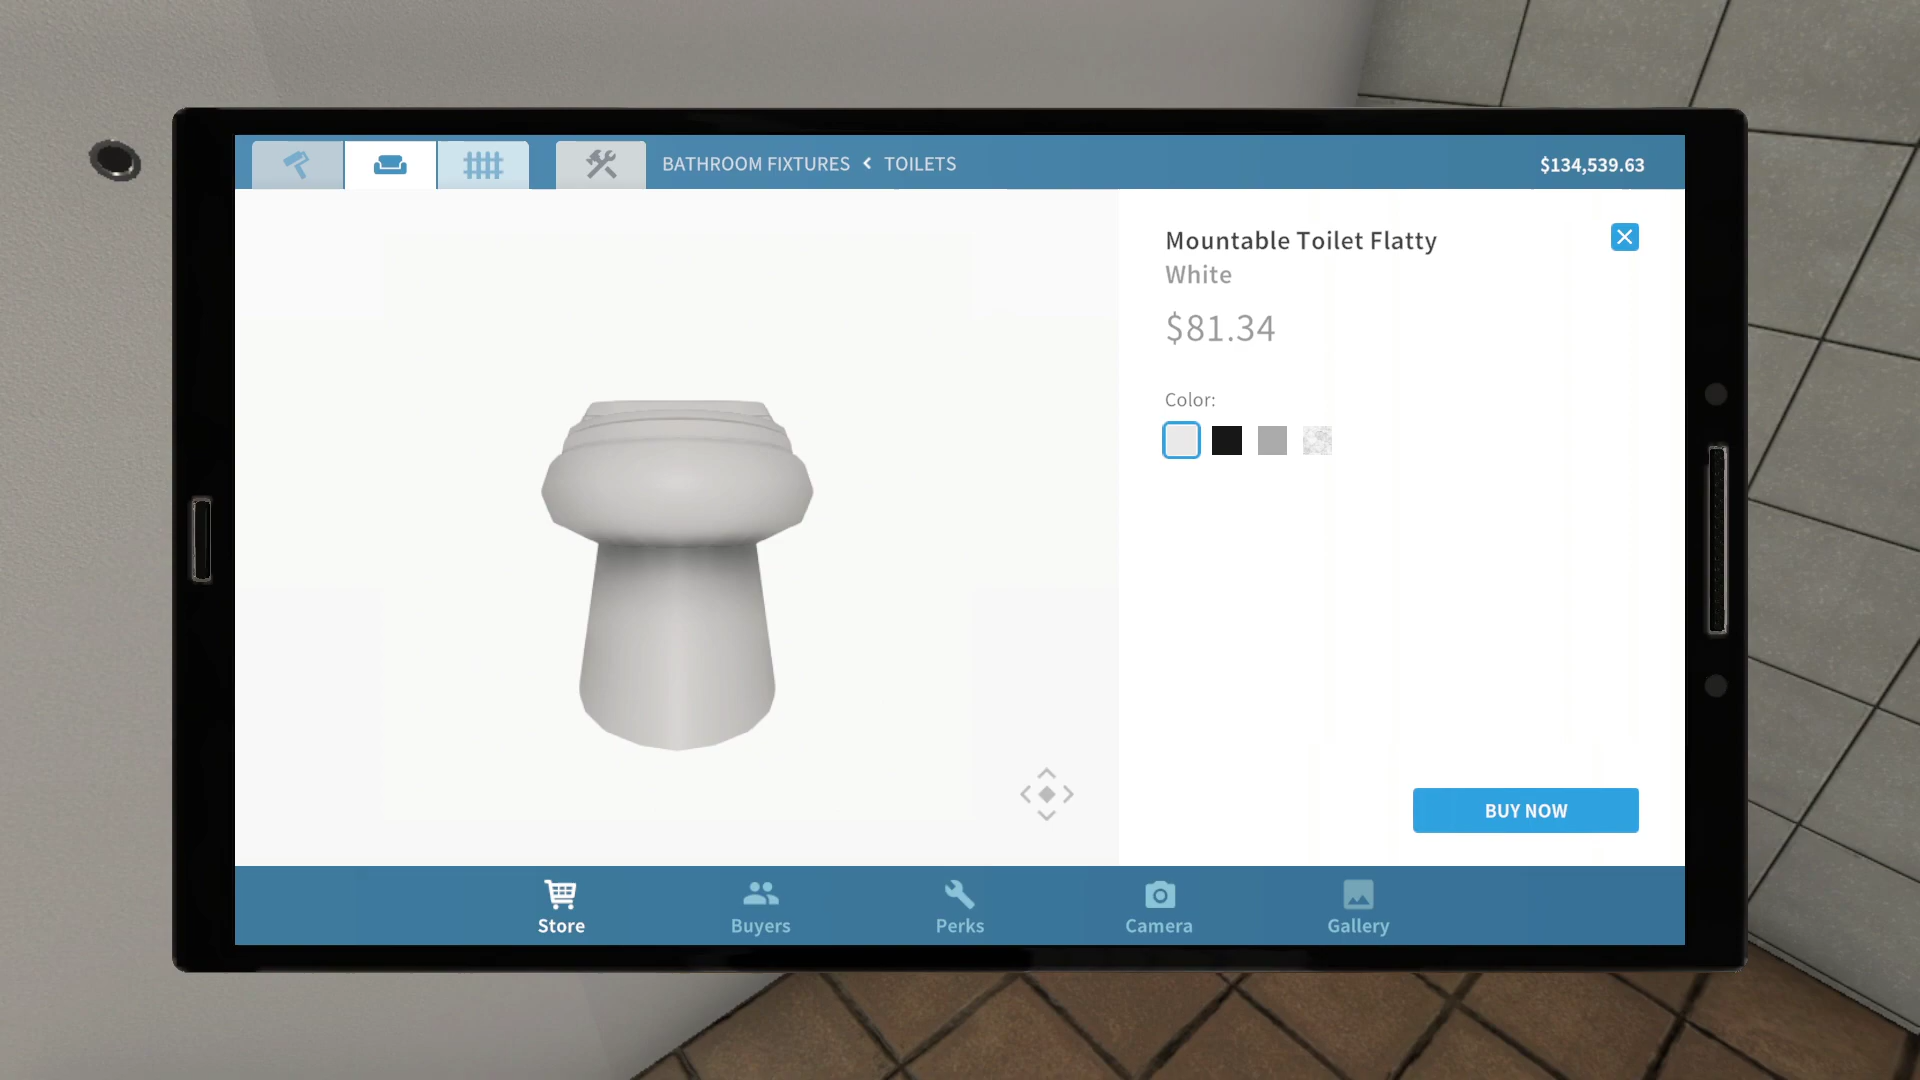 BATHROOM FIXTURES < TOILETS
$134,539.63
Mountable Toilet Flatty
White
$81.34
Color:
BUY NOW
Store
Buyers
Perks
Camera
Gallery